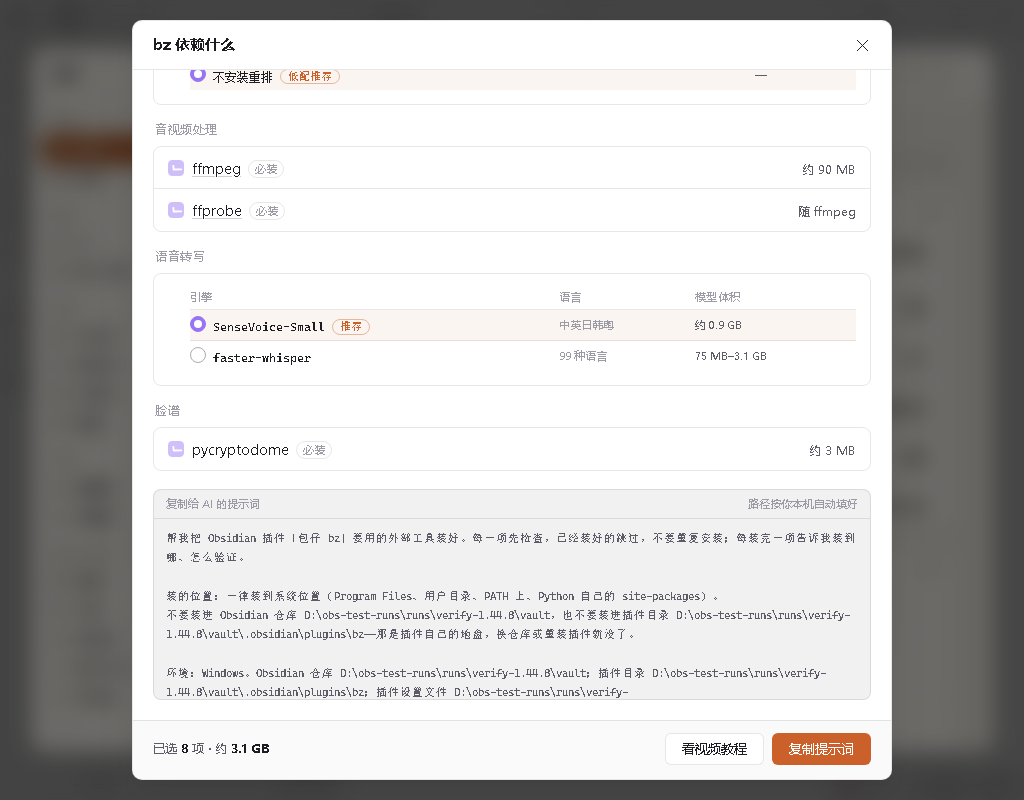 bz 依赖什么
不安装重排 低配推荐 —
音视频处理
ffmpeg 必装 约 90 MB
ffprobe 必装 随 ffmpeg
语音转写
引擎 语言 模型体积
SenseVoice-Small 推荐 中英日韩粤 约 0.9 GB
faster-whisper 99 种语言 75 MB–3.1 GB
脸谱
pycryptodome 必装 约 3 MB
复制给 AI 的提示词 路径按你本机自动填好
帮我把 Obsidian 插件「包仔 bz」要用的外部工具装好。每一项先检查,已经装好的跳过,不要重复安装;每装完一项告诉我装到
哪、怎么验证。
装的位置:一律装到系统位置(Program Files、用户目录、PATH 上、Python 自己的 site-packages)。
不要装进 Obsidian 仓库 D:\obs-test-runs\runs\verify-1.44.8\vault,也不要装进插件目录 D:\obs-test-runs\runs\verify-
1.44.8\vault\.obsidian\plugins\bz—那是插件自己的地盘,换仓库或重装插件就没了。
环境:Windows。Obsidian 仓库 D:\obs-test-runs\runs\verify-1.44.8\vault;插件目录 D:\obs-test-runs\runs\verify-
1.44.8\vault\.obsidian\plugins\bz;插件设置文件 D:\obs-test-runs\runs\verify-
已选 8 项 · 约 3.1 GB
看视频教程 复制提示词